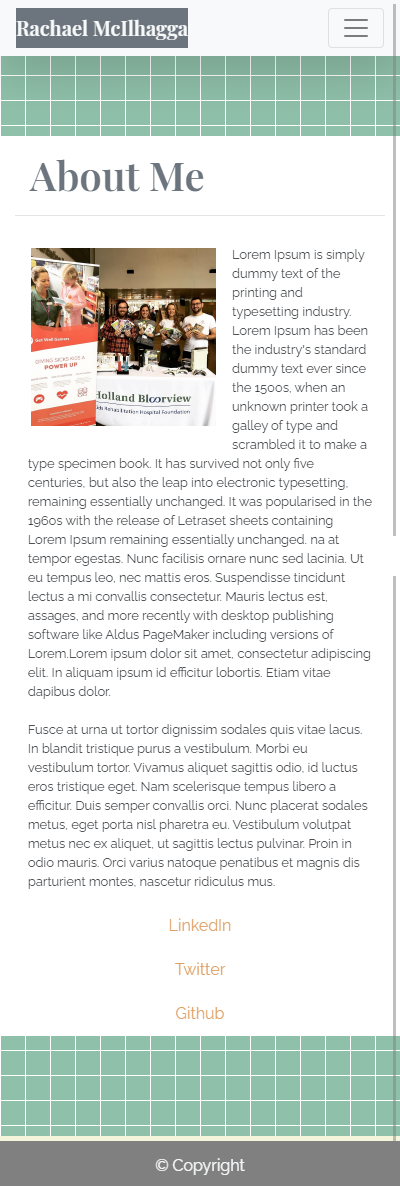 Rachael McIlhagga
About Me
Get Well Gamers
GIVING SICK KIDS A
POWER UP
Holland Bloorview
Kids Rehabilitation Hospital Foundation
Lorem Ipsum is simply
dummy text of the
printing and
typesetting industry.
Lorem Ipsum has been
the industry's standard
dummy text ever since
the 1500s, when an
unknown printer took a
galley of type and
scrambled it to make a
type specimen book. It has survived not only five
centuries, but also the leap into electronic typesetting,
remaining essentially unchanged. It was popularised in the
1960s with the release of Letraset sheets containing
Lorem Ipsum remaining essentially unchanged. na at
tempor egestas. Nunc facilisis ornare nunc sed lacinia. Ut
eu tempus leo, nec mattis eros. Suspendisse tincidunt
lectus a mi convallis consectetur. Mauris lectus est,
assages, and more recently with desktop publishing
software like Aldus PageMaker including versions of
Lorem.Lorem ipsum dolor sit amet, consectetur adipiscing
elit. In aliquam ipsum id efficitur lobortis. Etiam vitae
dapibus dolor.
Fusce at urna ut tortor dignissim sodales quis vitae lacus.
In blandit tristique purus a vestibulum. Morbi eu
vestibulum tortor. Vivamus aliquet sagittis odio, id luctus
eros tristique eget. Nam scelerisque tempus libero a
efficitur. Duis semper convallis orci. Nunc placerat sodales
metus, eget porta nisl pharetra eu. Vestibulum volutpat
metus nec ex aliquet, ut sagittis lectus pulvinar. Proin in
odio mauris. Orci varius natoque penatibus et magnis dis
parturient montes, nascetur ridiculus mus.
LinkedIn
Twitter
Github
© Copyright